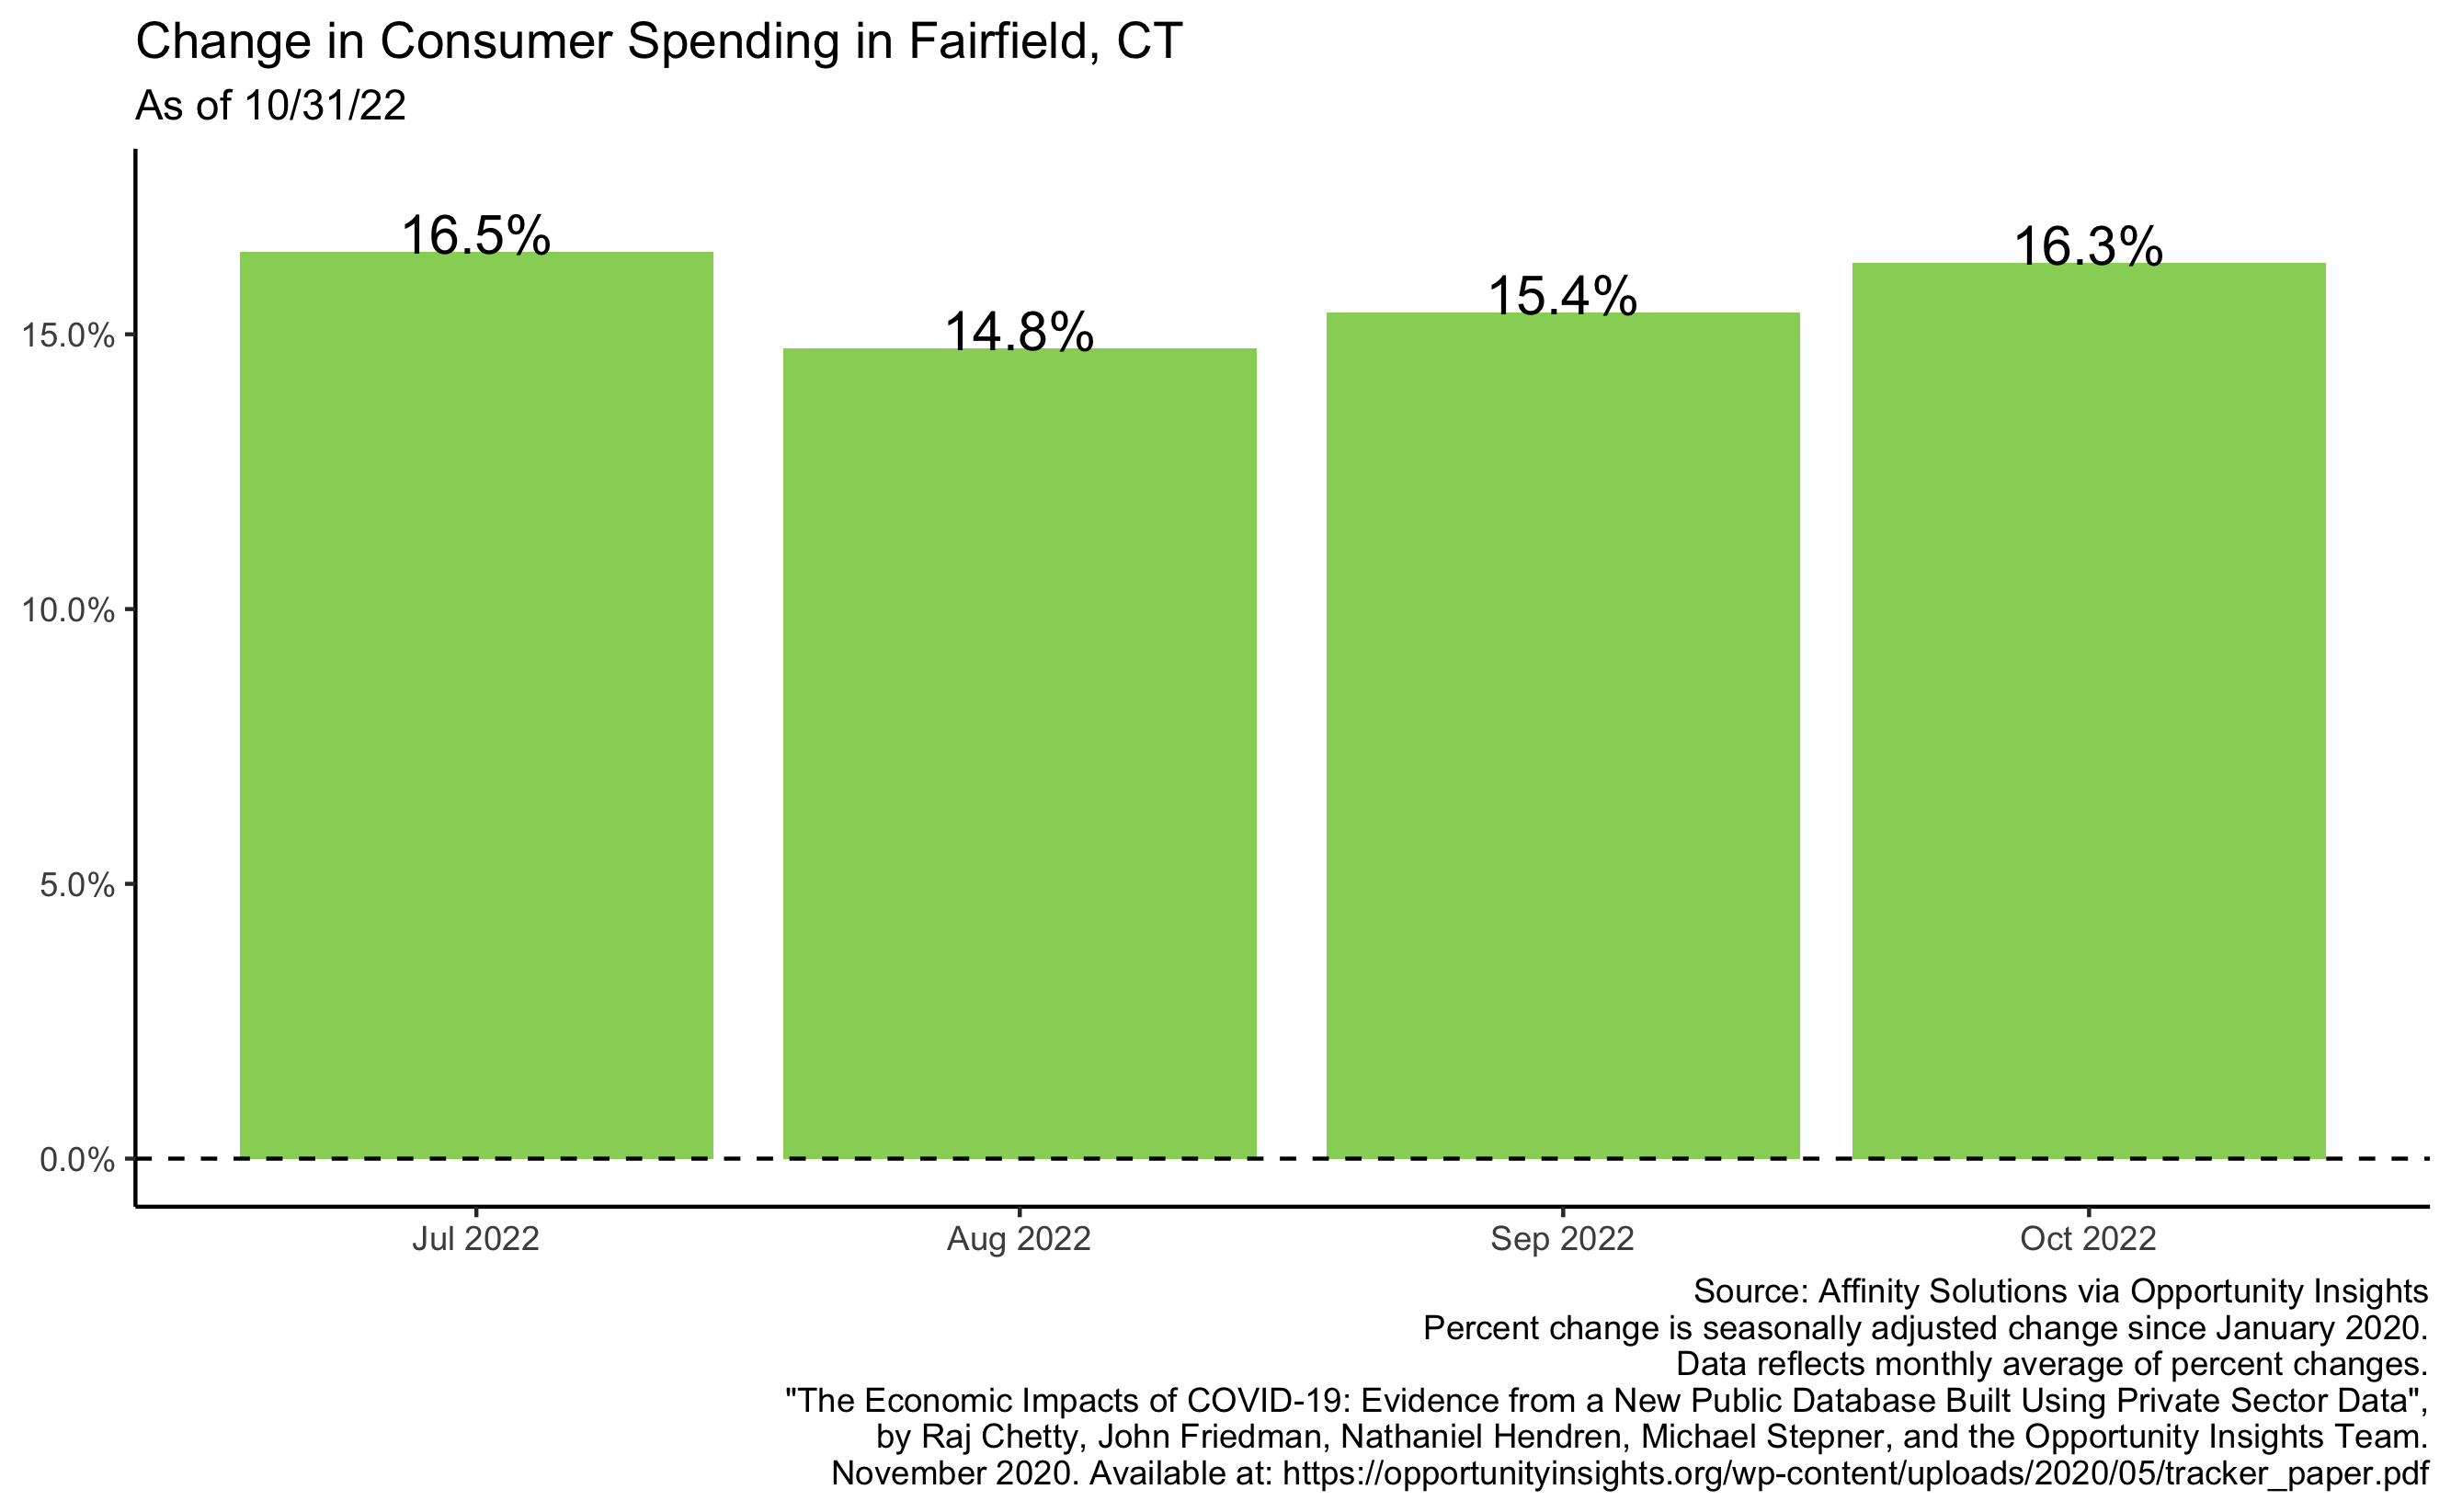 Change in Consumer Spending in Fairfield, CT
As of 10/31/22
16.5%
14.8%
15.4%
16.3%
15.0%
10.0%
5.0%
0.0%
Jul 2022
Aug 2022
Sep 2022
Oct 2022
Source: Affinity Solutions via Opportunity Insights
Percent change is seasonally adjusted change since January 2020.
Data reflects monthly average of percent changes.
"The Economic Impacts of COVID-19: Evidence from a New Public Database Built Using Private Sector Data",
by Raj Chetty, John Friedman, Nathaniel Hendren, Michael Stepner, and the Opportunity Insights Team.
November 2020. Available at: https://opportunityinsights.org/wp-content/uploads/2020/05/tracker_paper.pdf